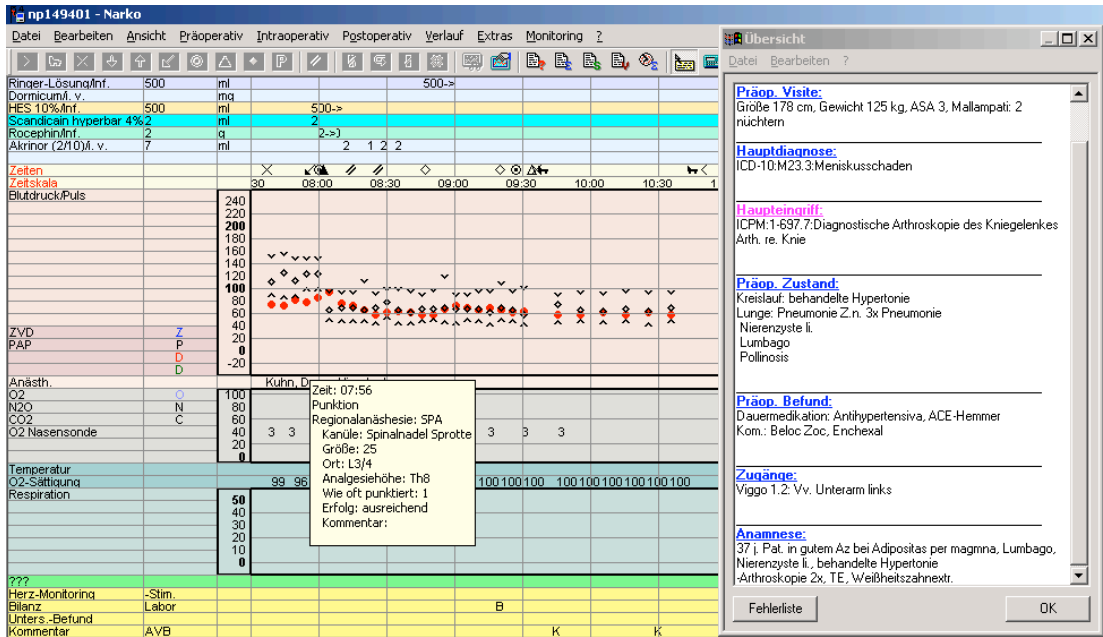 np149401 - Narko
Datei Bearbeiten Ansicht Präoperativ Intraoperativ Postoperativ Verlauf Extras Monitoring ?
Ringer-Lösung/Inf. 500 ml 500->
Dormicum/i. v. mg
HES 10%/Inf. 500 ml 500->
Scandicain hyperbar 4% 2 ml 2
Rocephin/Inf. 2 g 2->)
Akrinor (2/10)/i. v. 7 ml 2 1 2 2
Zeiten
Zeitskala 30 08:00 08:30 09:00 09:30 10:00 10:30 1
Blutdruck/Puls
240
220
200
180
160
140
120
100
80
60
40
20
0
-20
ZVD Z
PAP P
D
D
Anästh. Kuhn, D
O2 O 100
N2O N 80
CO2 C 60
O2 Nasensonde 40 3 3 3 3 3
20
0
Temperatur
O2-Sättigung 99 96 100 100 100 100 100 100 100 100 100
Respiration
50
40
30
20
10
0
Zeit: 07:56
Punktion
Regionalanäshesie: SPA
Kanüle: Spinalnadel Sprotte
Größe: 25
Ort: L3/4
Analgesiehöhe: Th8
Wie oft punktiert: 1
Erfolg: ausreichend
Kommentar:
???
Herz-Monitoring -Stim.
Bilanz Labor B
Unters.-Befund
Kommentar AVB K K
Übersicht
Datei Bearbeiten ?
Präop. Visite:
Größe 178 cm, Gewicht 125 kg, ASA 3, Mallampati: 2
nüchtern
Hauptdiagnose:
ICD-10:M23.3:Meniskusschaden
Haupteingriff:
ICPM:1-697.7:Diagnostische Arthroskopie des Kniegelenkes
Arth. re. Knie
Präop. Zustand:
Kreislauf: behandelte Hypertonie
Lunge: Pneumonie Z.n. 3x Pneumonie
Nierenzyste li.
Lumbago
Pollinosis
Präop. Befund:
Dauermedikation: Antihypertensiva, ACE-Hemmer
Kom.: Beloc Zoc, Enchexal
Zugänge:
Viggo 1.2: Vv. Unterarm links
Anamnese:
37 j. Pat. in gutem Az bei Adipositas per magmna, Lumbago,
Nierenzyste li., behandelte Hypertonie
-Arthroskopie 2x, TE, Weißheitszahnextr.
Fehlerliste OK